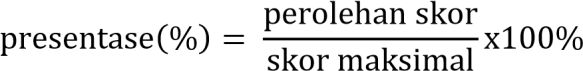 presentase(%) = perolehan skor / skor maksimal x100%